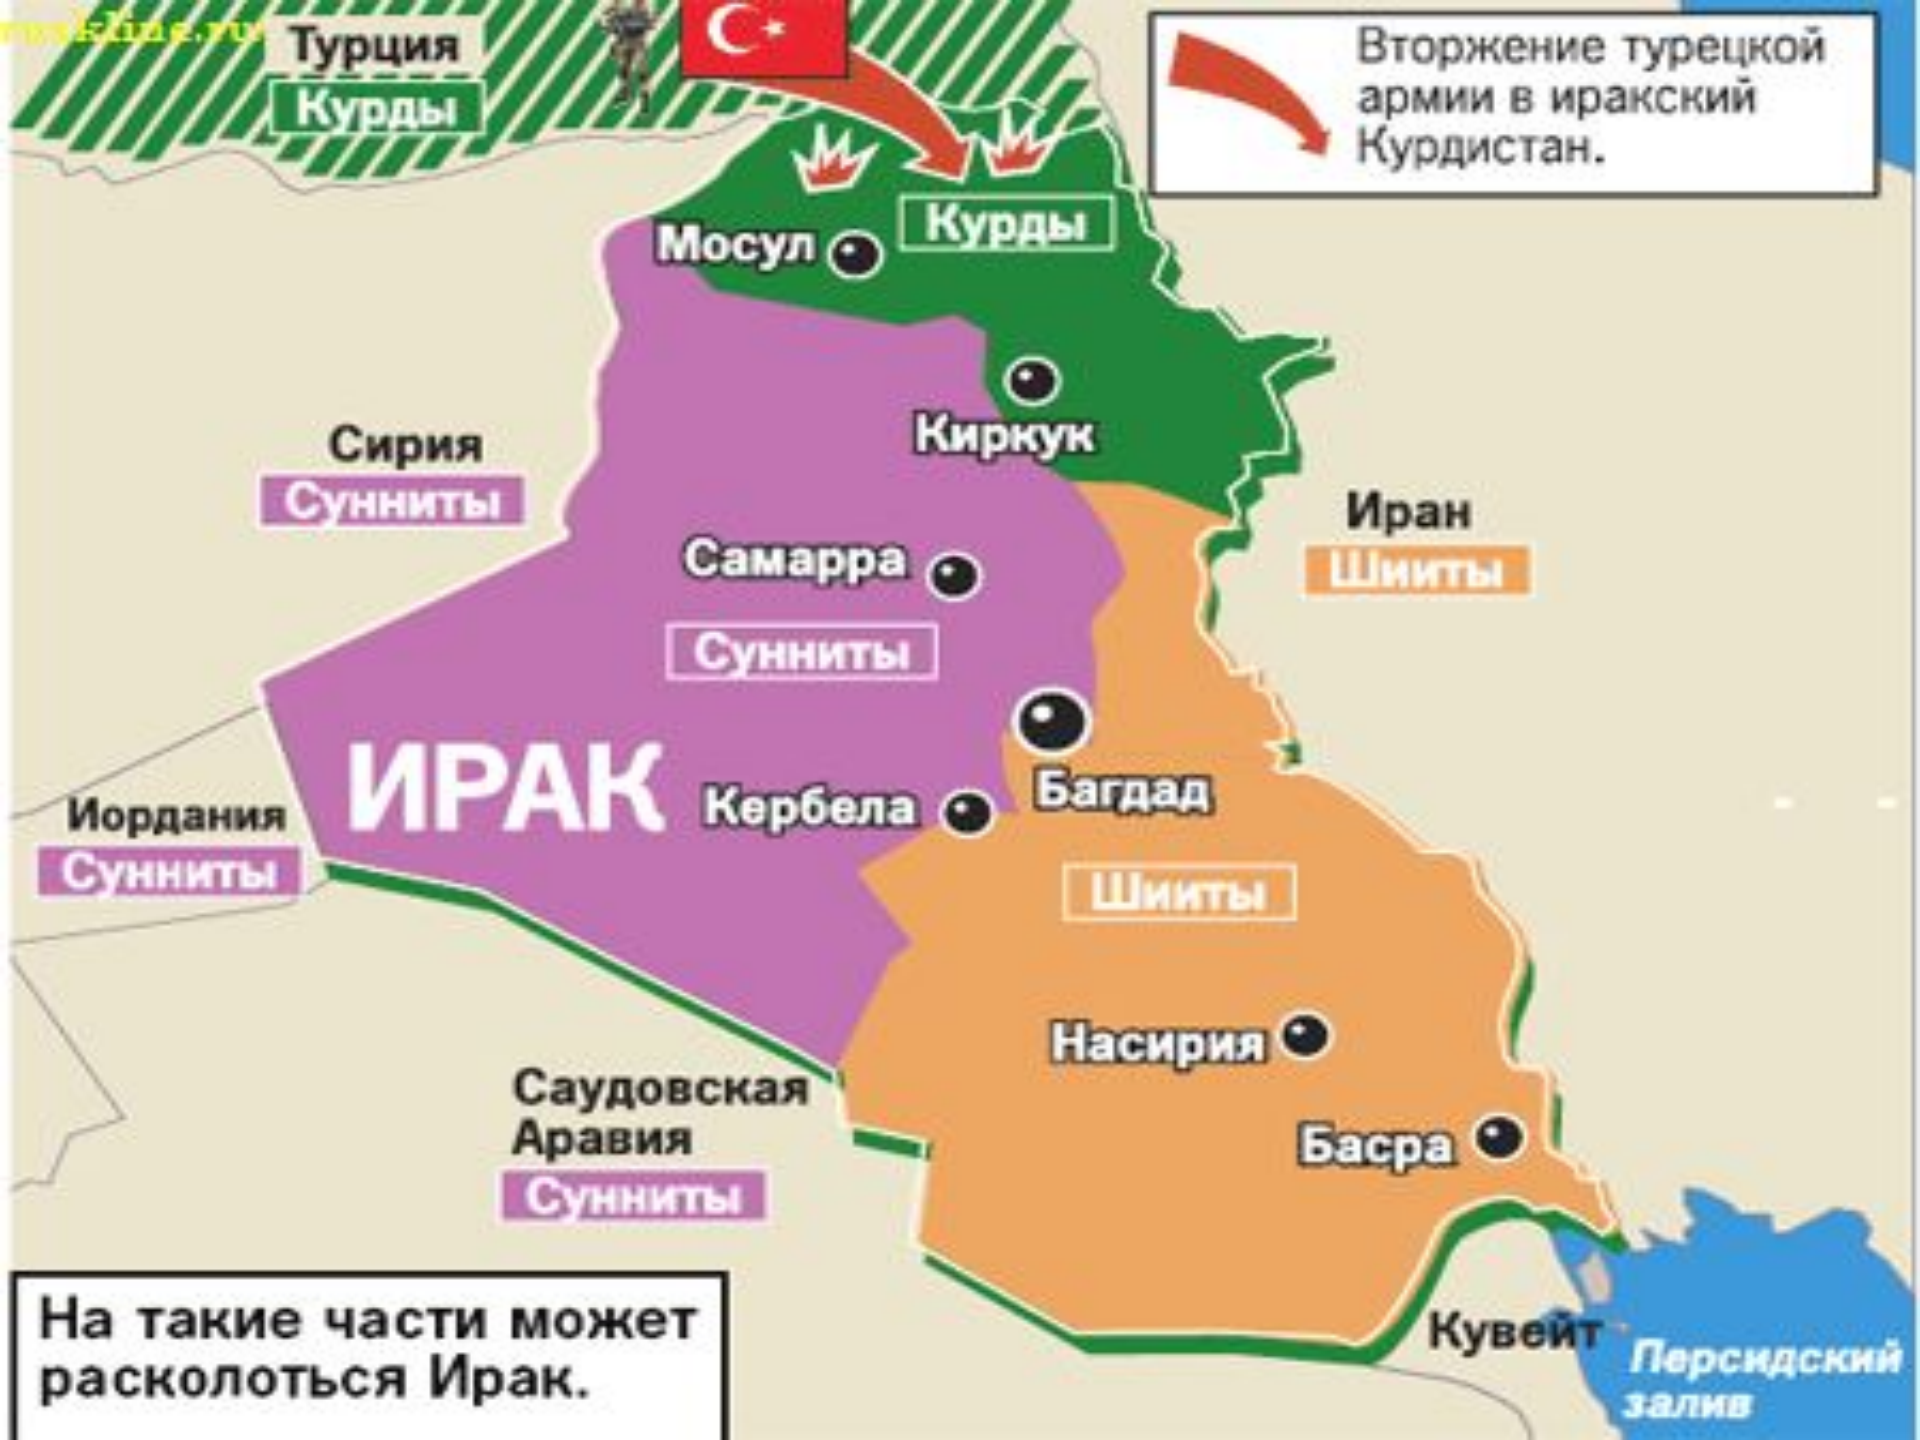 Турция
Курды
Вторжение турецкой
армии в иракский
Курдистан.
Курды
Мосул
Киркук
Сирия
Сунниты
Иран
Шииты
Самарра
Сунниты
ИРАК
Багдад
Кербела
Иордания
Сунниты
Шииты
Насирия
Саудовская
Аравия
Сунниты
Басра
На такие части может
расколоться Ирак.
Кувейт
Персидский
залив